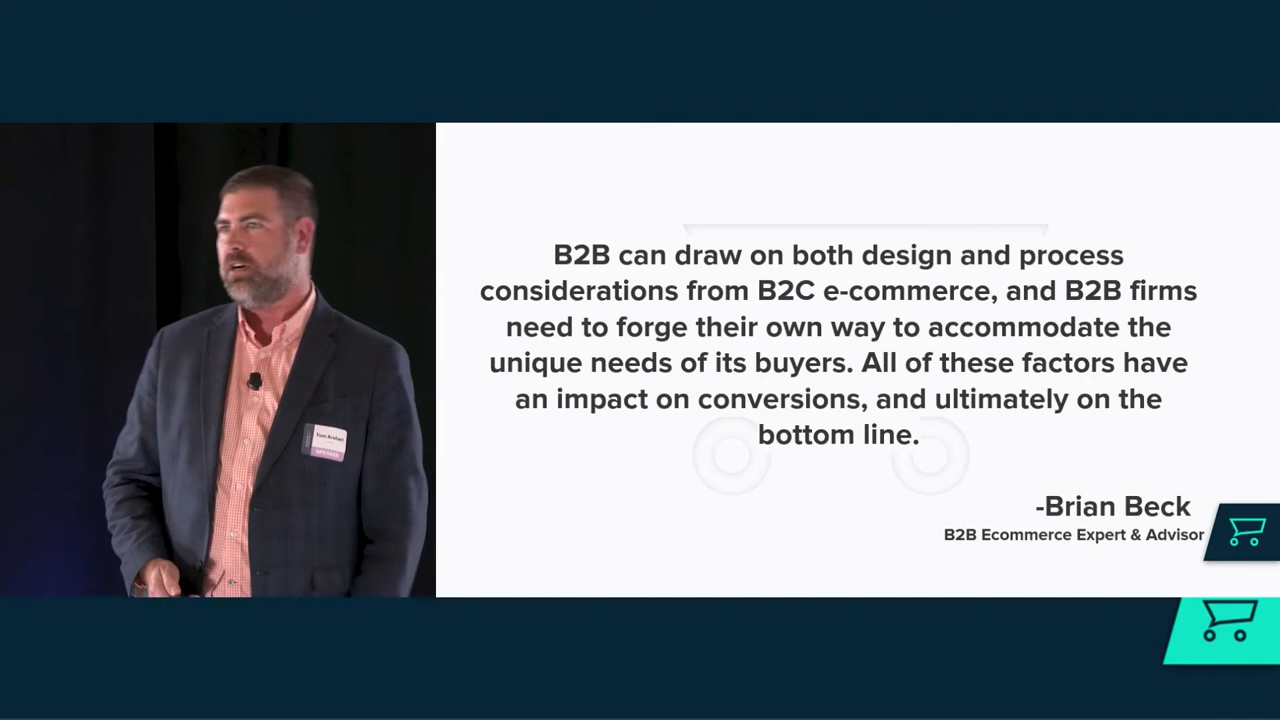 B2B can draw on both design and process
considerations from B2C e-commerce, and B2B firms
need to forge their own way to accommodate the
unique needs of its buyers. All of these factors have
an impact on conversions, and ultimately on the
bottom line.
-Brian Beck
B2B Ecommerce Expert & Advisor
SPEAKER